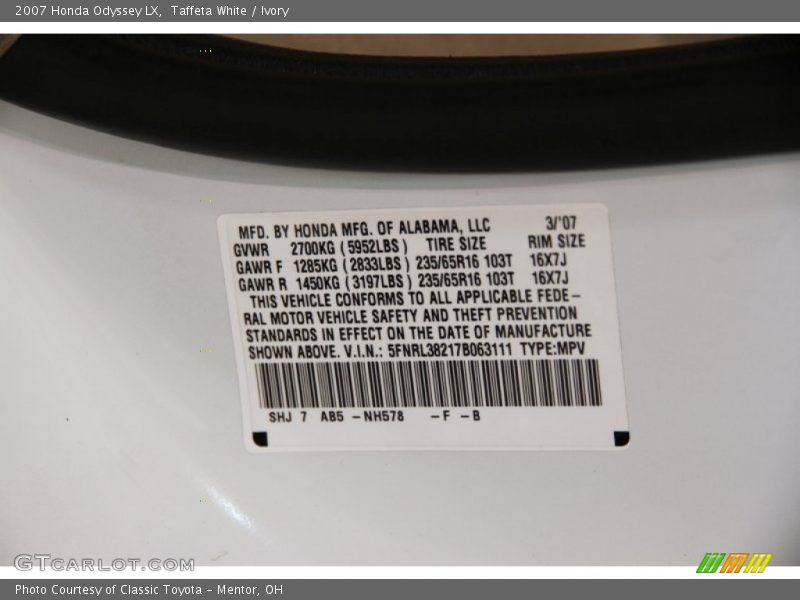 2007 Honda Odyssey LX, Taffeta White / Ivory
MFD. BY HONDA MFG. OF ALABAMA, LLC 3/'07
GVWR 2700KG (5952LBS) TIRE SIZE RIM SIZE
GAWR F 1285KG (2833LBS) 235/65R16 103T 16X7J
GAWR R 1450KG (3197LBS) 235/65R16 103T 16X7J
THIS VEHICLE CONFORMS TO ALL APPLICABLE FEDE-
RAL MOTOR VEHICLE SAFETY AND THEFT PREVENTION
STANDARDS IN EFFECT ON THE DATE OF MANUFACTURE
SHOWN ABOVE. V.I.N.: 5FNRL38217B063111 TYPE:MPV
SHJ 7 AB5 -NH578 -F -B
GTCARLOT.COM
Photo Courtesy of Classic Toyota - Mentor, OH